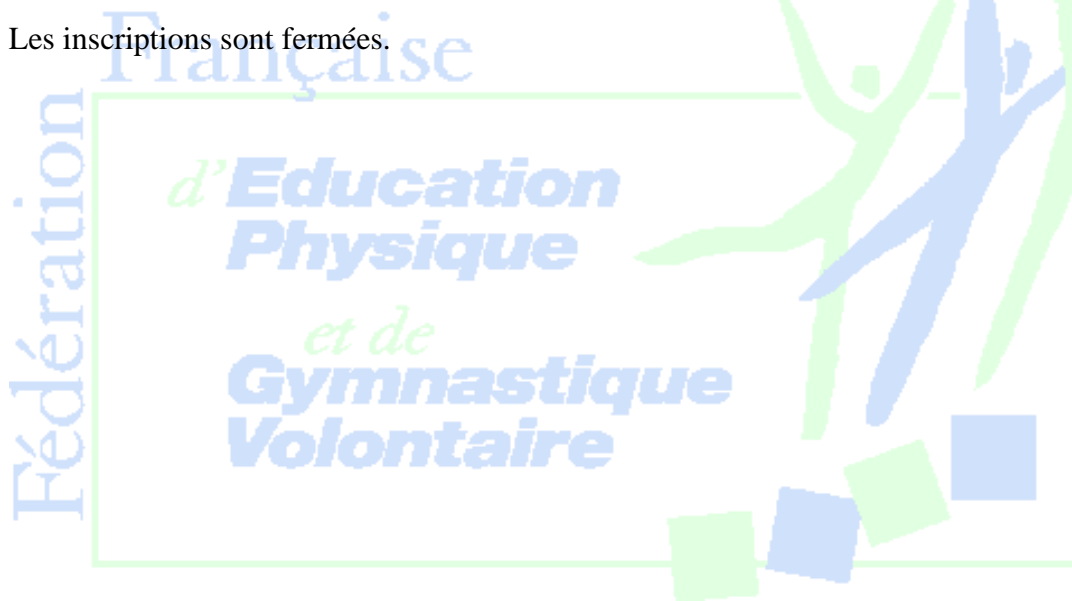 Les inscriptions sont fermées.
Fédération
Française
d'Education
Physique
et de
Gymnastique
Volontaire